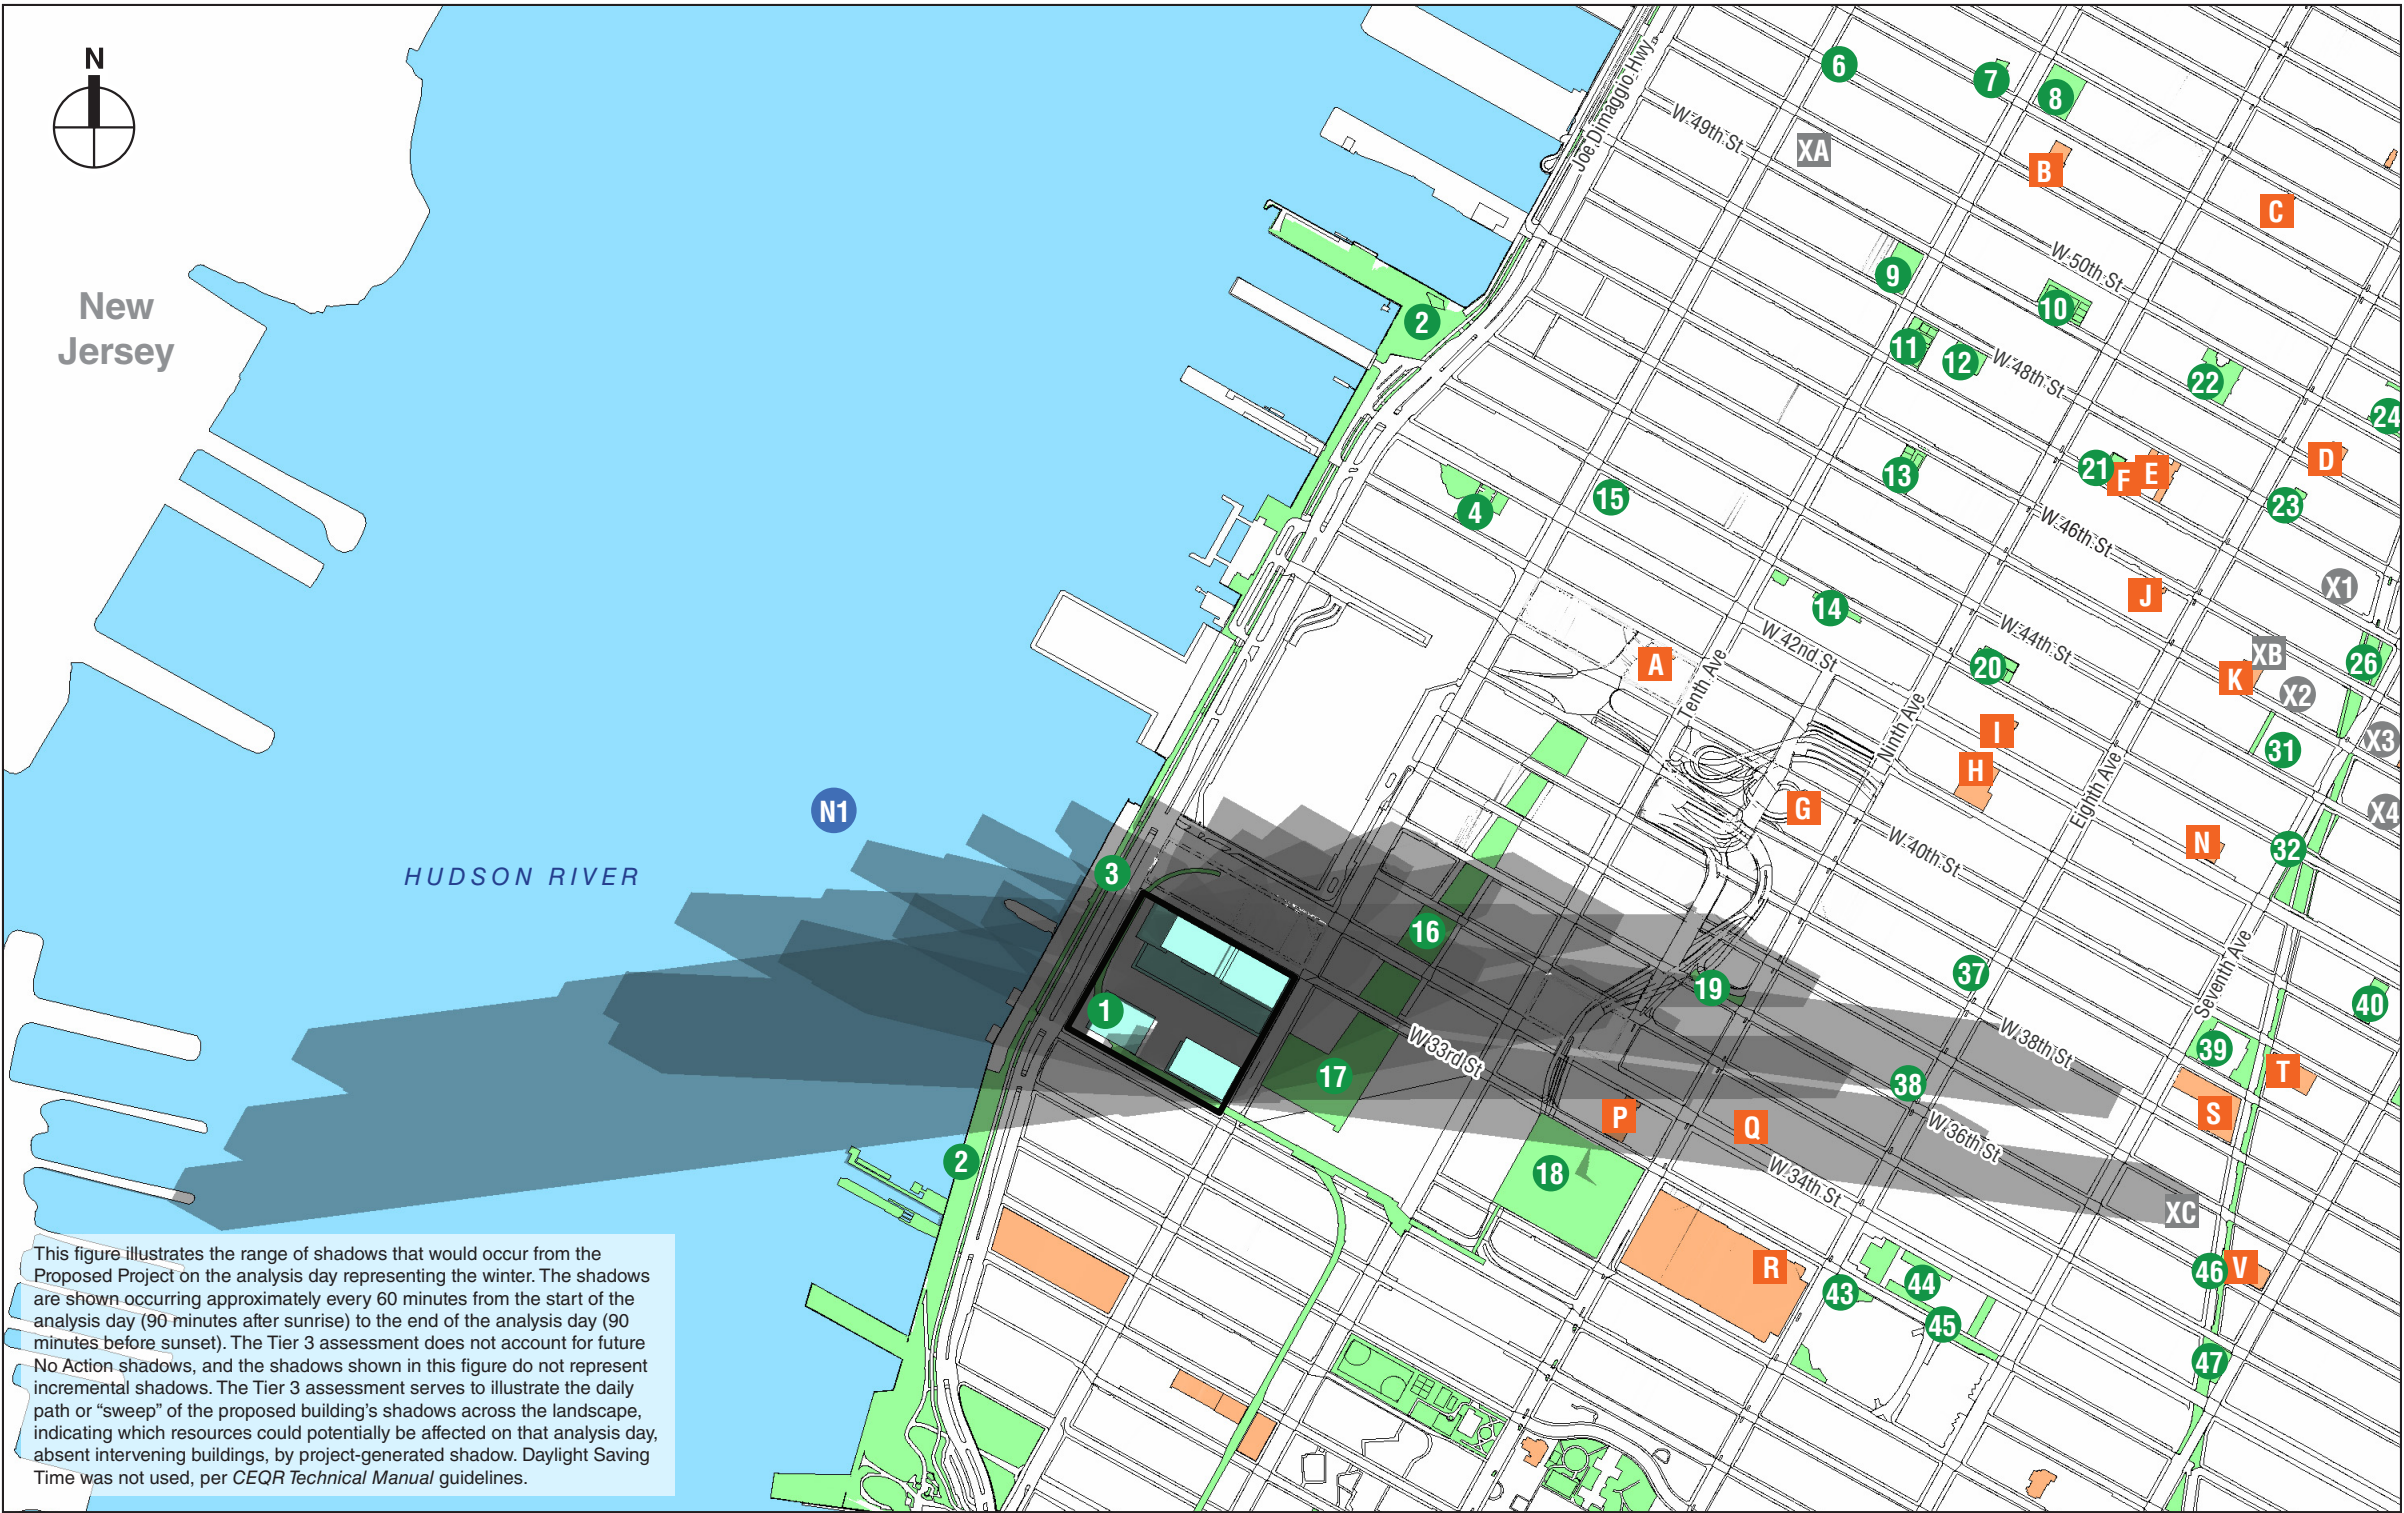 N
New
Jersey
HUDSON RIVER
N1
Joe Dimaggio Hwy
6
7
8
W 49th St
XA
B
C
W 50th St
2
9
10
11
12
W 48th St
22
24
4
15
13
21
F
E
D
23
W 46th St
X1
14
J
W 44th St
W 42nd St
A
Tenth Ave
20
XB
26
K
X2
I
Ninth Ave
31
X3
H
G
Eighth Ave
X4
W 40th St
N
32
3
16
1
19
37
Seventh Ave
40
W 33rd St
17
W 38th St
39
T
38
P
Q
S
W 36th St
2
18
W 34th St
XC
R
43
44
45
46
V
47
This figure illustrates the range of shadows that would occur from the
Proposed Project on the analysis day representing the winter. The shadows
are shown occurring approximately every 60 minutes from the start of the
analysis day (90 minutes after sunrise) to the end of the analysis day (90
minutes before sunset). The Tier 3 assessment does not account for future
No Action shadows, and the shadows shown in this figure do not represent
incremental shadows. The Tier 3 assessment serves to illustrate the daily
path or “sweep” of the proposed building’s shadows across the landscape,
indicating which resources could potentially be affected on that analysis day,
absent intervening buildings, by project-generated shadow. Daylight Saving
Time was not used, per CEQR Technical Manual guidelines.